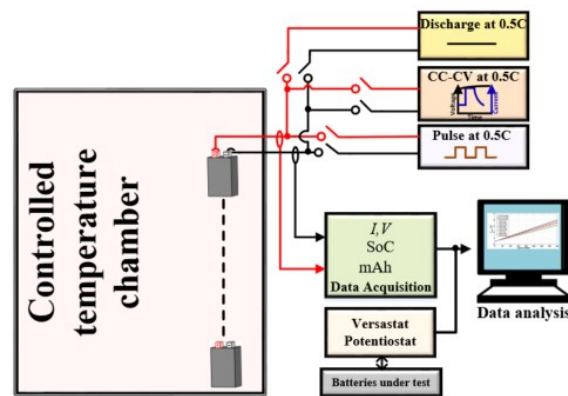 Discharge at 0.5C
CC-CV at 0.5C
Voltage
Current
Time
Pulse at 0.5C
Controlled
temperature
chamber
I,V
SoC
mAh
Data Acquisition
Data analysis
Versastat
Potentiostat
Batteries under test